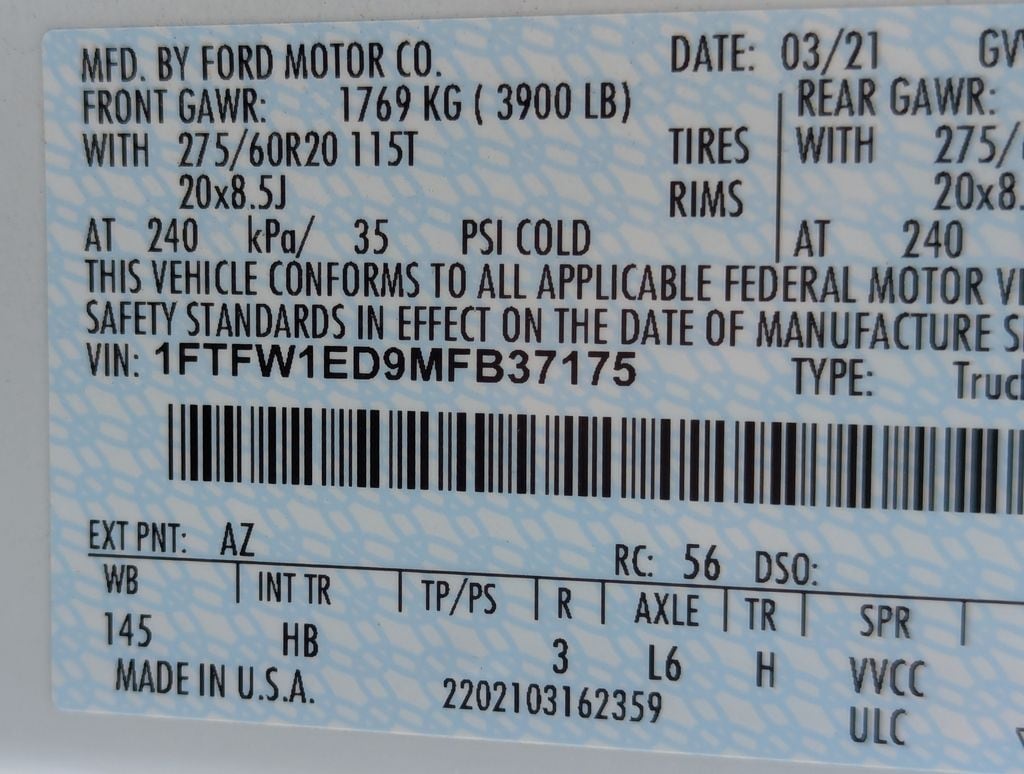 MFD. BY FORD MOTOR CO. DATE: 03/21 GV
FRONT GAWR: 1769 KG ( 3900 LB) REAR GAWR:
WITH 275/60R20 115T TIRES WITH 275/
20x8.5J RIMS 20x8.
AT 240 kPa/ 35 PSI COLD AT 240
THIS VEHICLE CONFORMS TO ALL APPLICABLE FEDERAL MOTOR
SAFETY STANDARDS IN EFFECT ON THE DATE OF MANUFACTURE
VIN: 1FTFW1ED9MFB37175 TYPE: Truc
EXT PNT: AZ RC: 56 DSO:
WB INT TR TP/PS R AXLE TR SPR
145 HB 3 L6 H VVCC
MADE IN U.S.A. 2202103162359 ULC